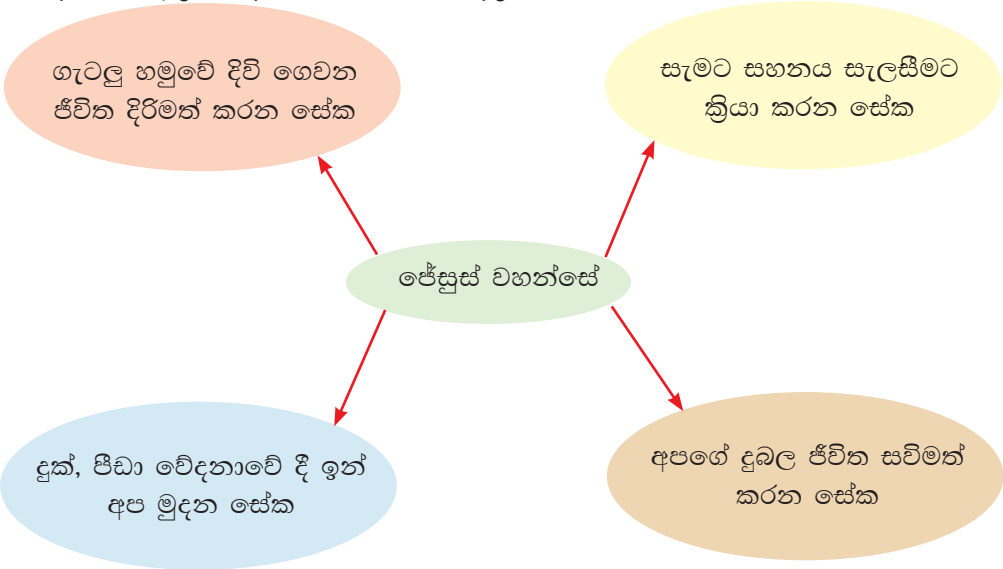 ගැටලු හමුවේ දිවි ගෙවන
ජීවිත දිරිමත් කරන සේක
සැමට සහනය සැලසීමට
ක්‍රියා කරන සේක
ජේසුස් වහන්සේ
දුක්, පීඩා වේදනාවේ දී ඉන්
අප මුදන සේක
අපගේ දුබල ජීවිත සවිමත්
කරන සේක